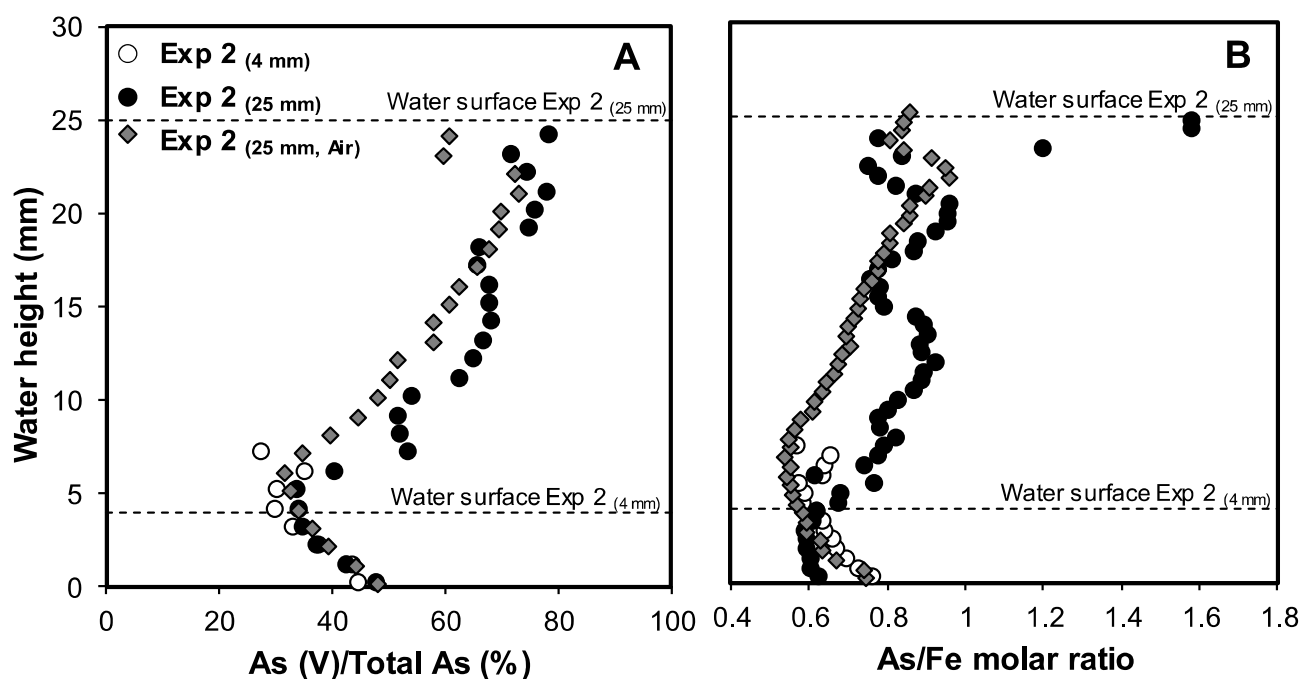 30
25
20
15
10
5
0
Water height (mm)
Exp 2 (4 mm)
Exp 2 (25 mm)
Exp 2 (25 mm, Air)
A
Water surface Exp 2 (25 mm)
Water surface Exp 2 (4 mm)
0 20 40 60 80 100
As (V)/Total As (%)
B
Water surface Exp 2 (25 mm)
Water surface Exp 2 (4 mm)
0.4 0.6 0.8 1 1.2 1.4 1.6 1.8
As/Fe molar ratio